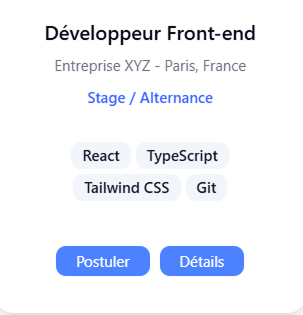 Développeur Front-end
Entreprise XYZ - Paris, France
Stage / Alternance
React TypeScript
Tailwind CSS Git
Postuler Détails